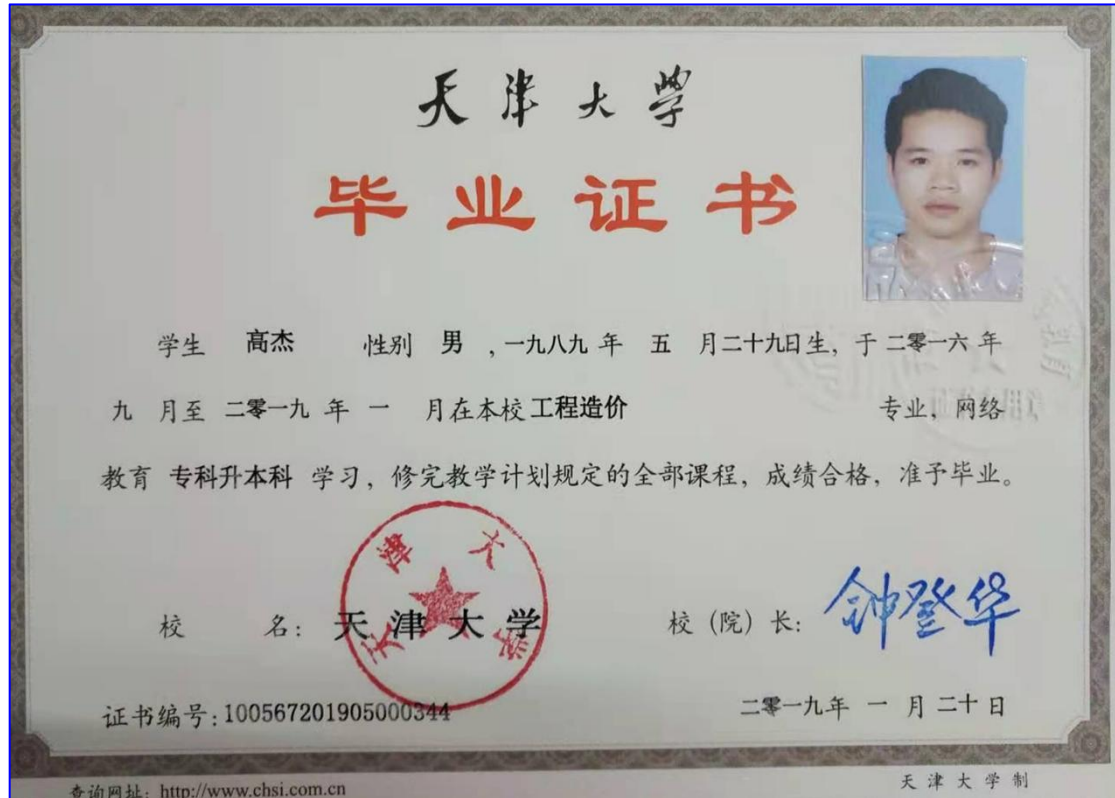 天津大学
毕业证书
学生 高杰 性别 男 ，一九八九 年 五 月二十九日生，于 二零一六 年
九 月至 二零一九 年 一 月在本校 工程造价 专业，网络
教育 专科升本科 学习，修完教学计划规定的全部课程，成绩合格，准予毕业。
天津大学
校 名：天津大学 校（院）长：钟登华
证书编号：100567201905000344 二零一九年 一 月 二十 日
查询网址：http://www.chsi.com.cn 天津大学制